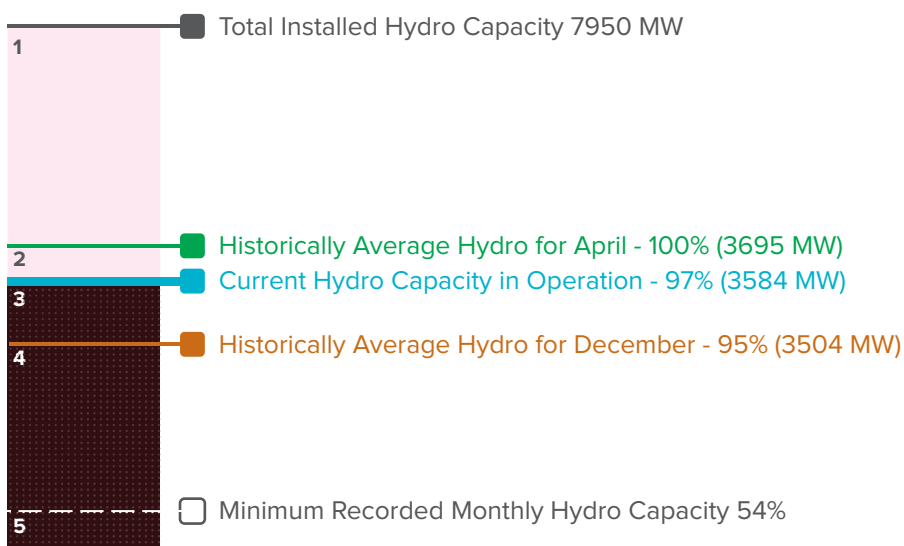 Total Installed Hydro Capacity 7950 MW
1
Historically Average Hydro for April - 100% (3695 MW)
2
Current Hydro Capacity in Operation - 97% (3584 MW)
3
Historically Average Hydro for December - 95% (3504 MW)
4
Minimum Recorded Monthly Hydro Capacity 54%
5